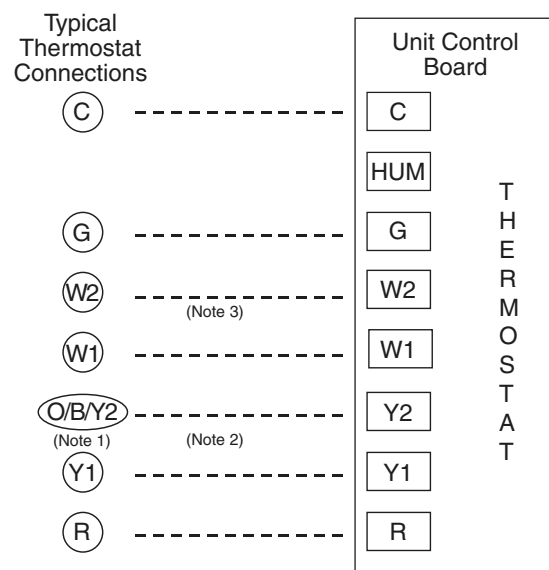 Typical
Thermostat
Connections
Unit Control
Board
C
C
HUM
G
G
W2
(Note 3)
W2
W1
W1
O/B/Y2
(Note 1)
(Note 2)
Y2
Y1
Y1
R
R
THERMOSTAT